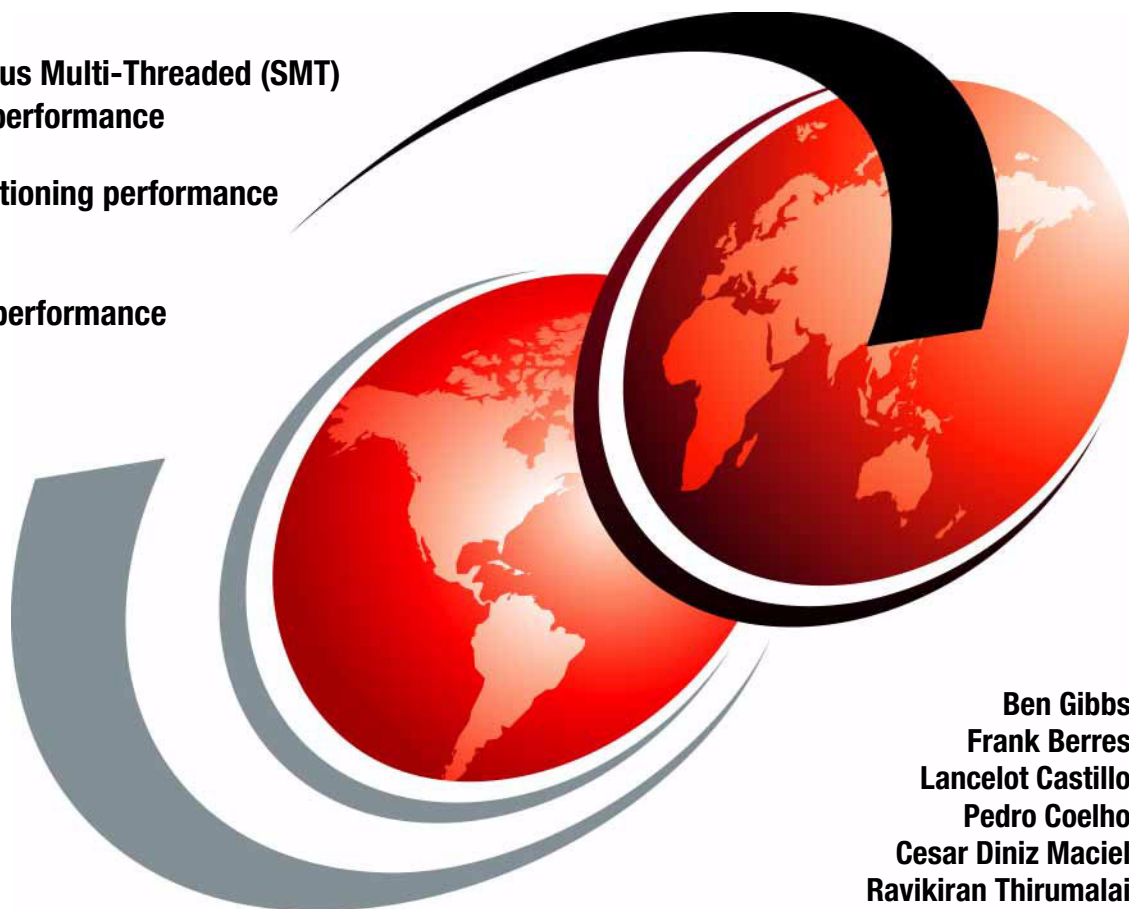 us Multi-Threaded (SMT)
performance
tioning performance
performance
Ben Gibbs
Frank Berres
Lancelot Castillo
Pedro Coelho
Cesar Diniz Maciel
Ravikiran Thirumalai